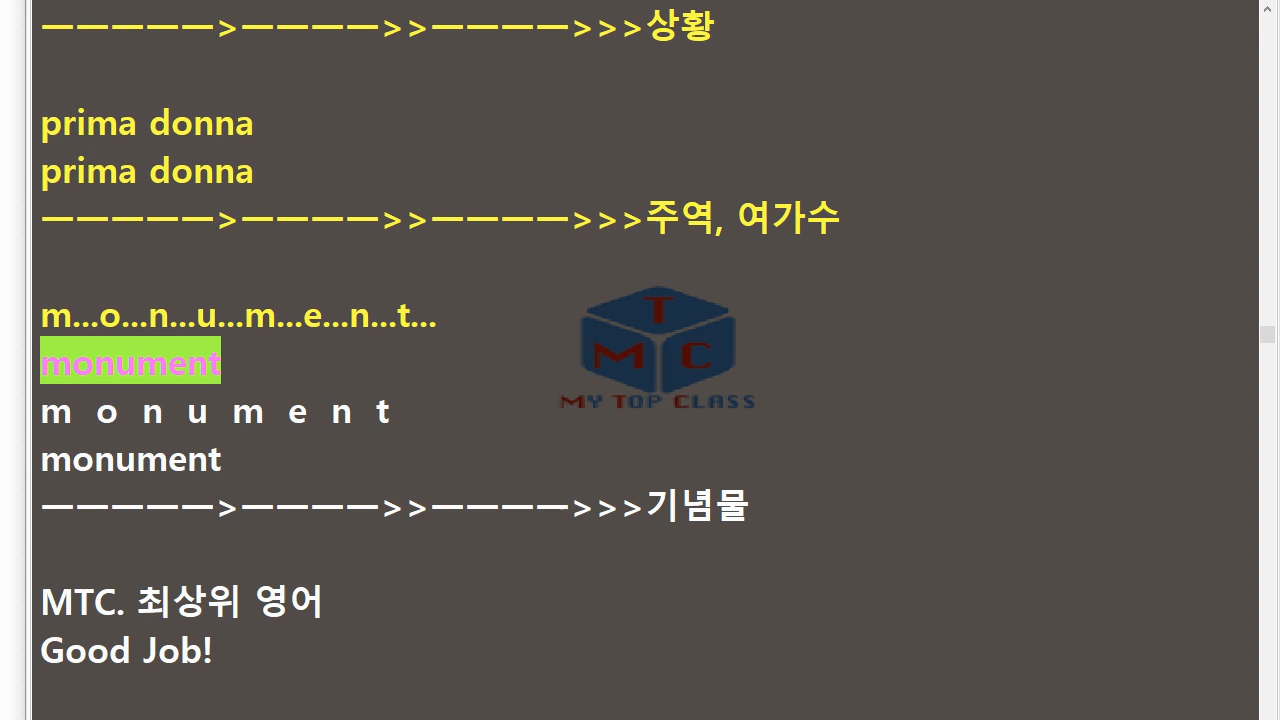 —————>————>>————>>>상황
prima donna
prima donna
—————>————>>————>>>주역, 여가수
m...o...n...u...m...e...n...t...
monument
m o n u m e n t
monument
—————>————>>————>>>기념물
MTC. 최상위 영어
Good Job!
T
M C
MY TOP CLASS